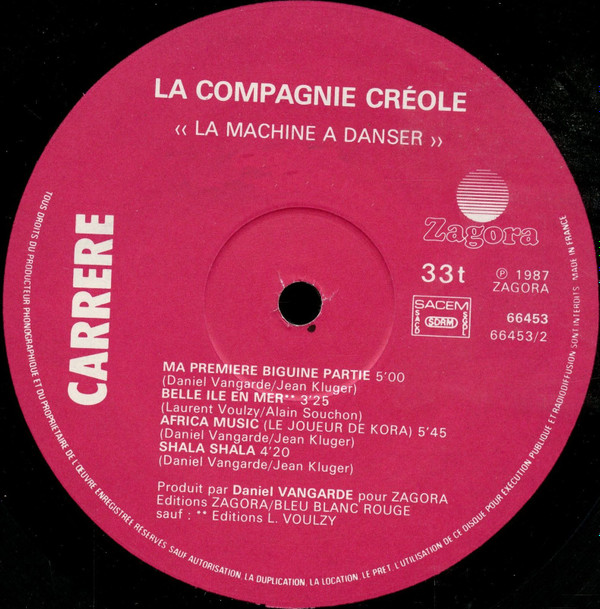 LA COMPAGNIE CRÉOLE
‹‹ LA MACHINE A DANSER ››
CARRERE
Zagora
33t
℗ 1987
ZAGORA
SACEM
SACD
SDRM
SGDL
66453
66453/2
MA PREMIERE BIGUINE PARTIE 5'00
(Daniel Vangarde/Jean Kluger)
BELLE ILE EN MER** 3'25
(Laurent Voulzy/Alain Souchon)
AFRICA MUSIC (LE JOUEUR DE KORA) 5'45
(Daniel Vangarde/Jean Kluger)
SHALA SHALA 4'20
(Daniel Vangarde/Jean Kluger)
Produit par Daniel VANGARDE pour ZAGORA
Editions ZAGORA/BLEU BLANC ROUGE
sauf : ** Editions L. VOULZY
TOUS DROITS DU PRODUCTEUR PHONOGRAPHIQUE ET DU PROPRIETAIRE DE L'ŒUVRE ENREGISTRÉE RÉSERVÉS SAUF AUTORISATION, LA DUPLICATION, LA LOCATION, LE PRET, L'UTILISATION DE CE DISQUE POUR EXECUTION PUBLIQUE ET RADIODIFFUSION SONT INTERDITS. MADE IN FRANCE